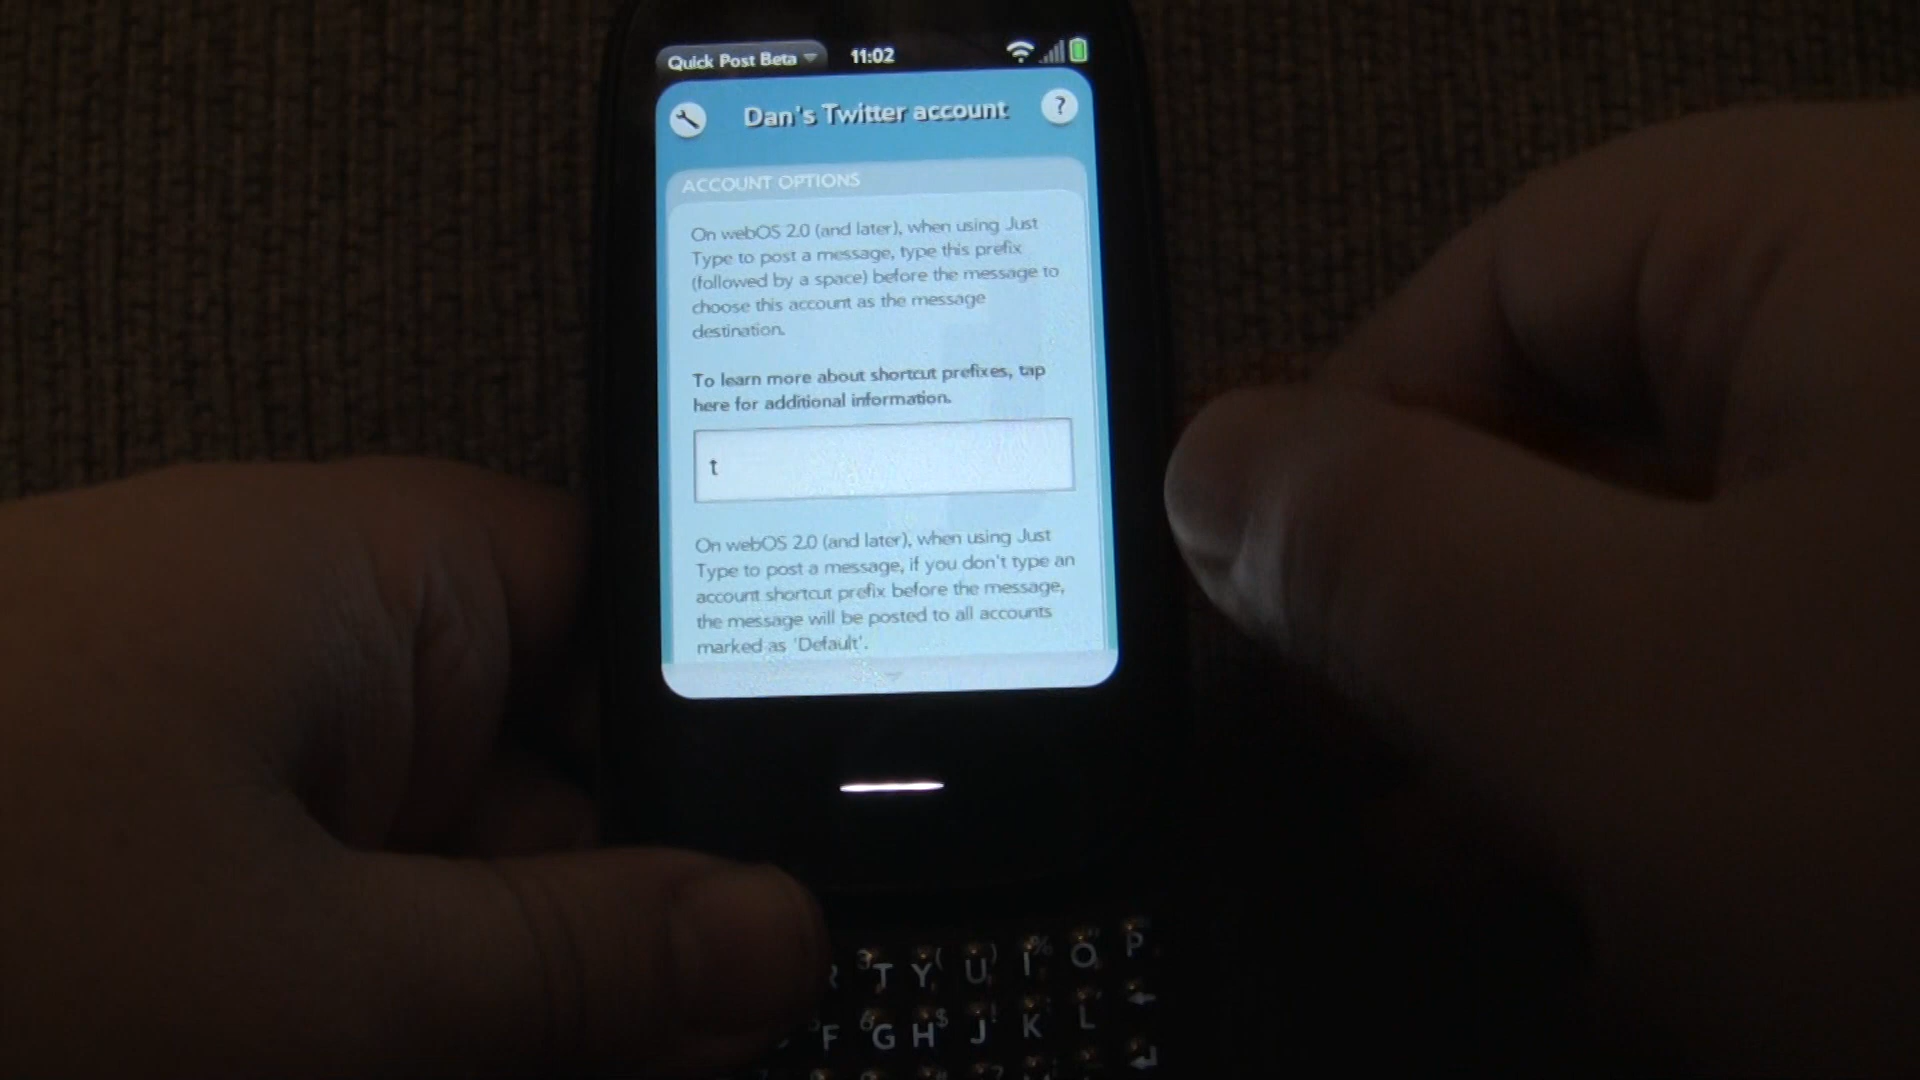 Quick Post Beta 11:02
Dan's Twitter account ?
ACCOUNT OPTIONS
On webOS 2.0 (and later), when using Just
Type to post a message, type this prefix
(followed by a space) before the message to
choose this account as the message
destination.
To learn more about shortcut prefixes, tap
here for additional information.
t
On webOS 2.0 (and later), when using Just
Type to post a message, if you don't type an
account shortcut prefix before the message,
the message will be posted to all accounts
marked as 'Default'.
3 T Y ( U ) I % O " P
F 6 G H $ J ! K L